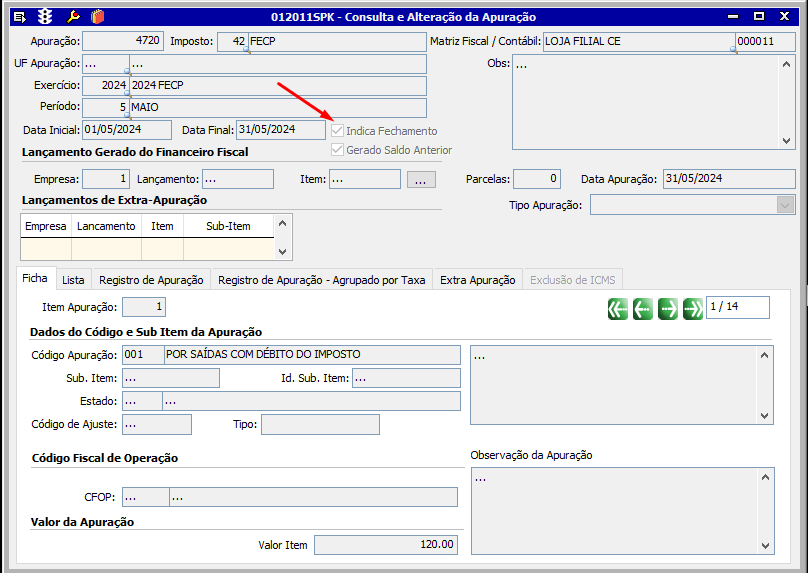 012011SPK - Consulta e Alteração da Apuração
Apuração: 4720 Imposto: 42 FECP Matriz Fiscal / Contábil: LOJA FILIAL CE 000011
UF Apuração: ... ... Obs: ...
Exercício: 2024 2024 FECP
Período: 5 MAIO
Data Inicial: 01/05/2024 Data Final: 31/05/2024 Indica Fechamento
Gerado Saldo Anterior
Lançamento Gerado do Financeiro Fiscal
Empresa: 1 Lançamento: ... Item: ... ... Parcelas: 0 Data Apuração: 31/05/2024
Lançamentos de Extra-Apuração Tipo Apuração:
Empresa Lancamento Item Sub-Item
Ficha Lista Registro de Apuração Registro de Apuração - Agrupado por Taxa Extra Apuração Exclusão de ICMS
Item Apuração: 1 1 / 14
Dados do Código e Sub Item da Apuração
Código Apuração: 001 POR SAÍDAS COM DÉBITO DO IMPOSTO ...
Sub. Item: ... Id. Sub. Item: ...
Estado: ... ...
Código de Ajuste: ... Tipo:
Código Fiscal de Operação Observação da Apuração
...
CFOP: ... ...
Valor da Apuração
Valor Item 120.00